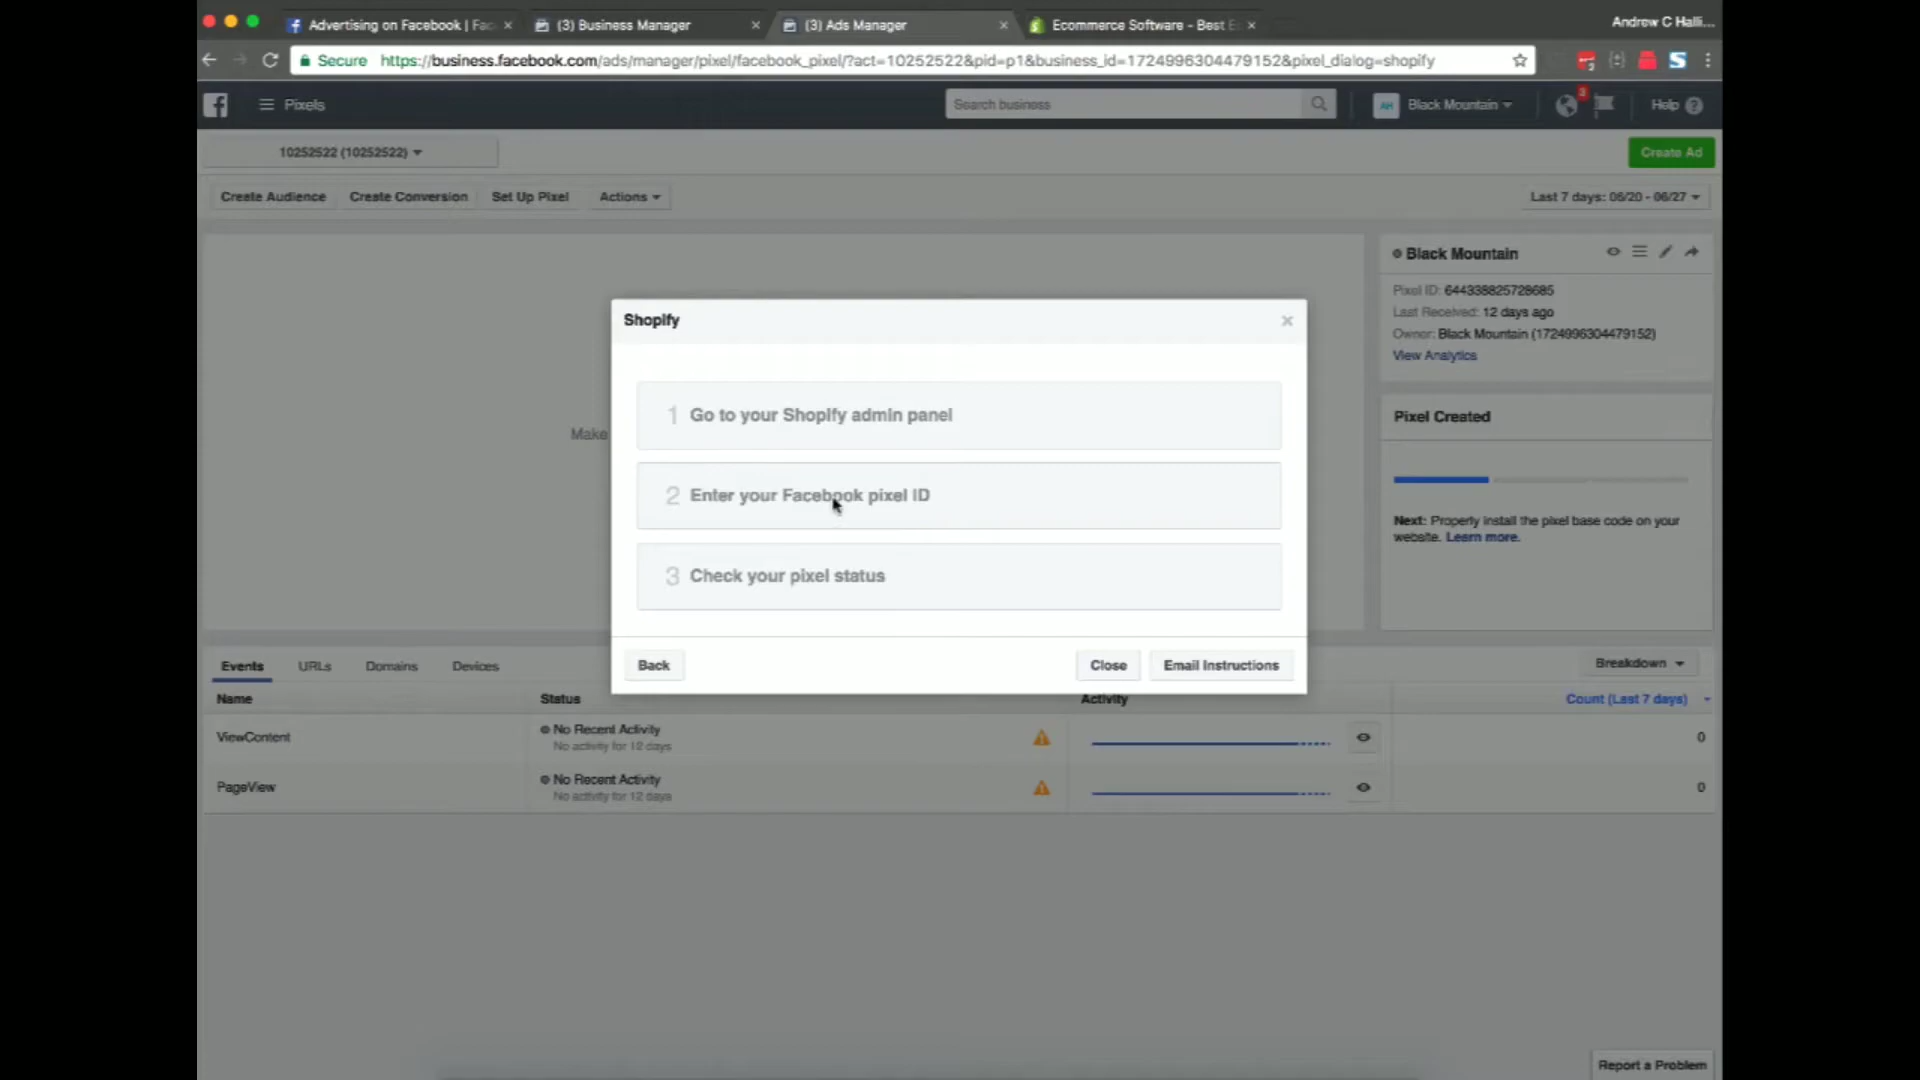 Advertising on Facebook | Fac
(3) Business Manager
(3) Ads Manager
Ecommerce Software - Best E
Andrew C Halli...
Secure https://business.facebook.com/ads/manager/pixel/facebook_pixel/?act=10252522&pid=p1&business_id=1724996304479152&pixel_dialog=shopify
Pixels
Search business
AH
Black Mountain
3
Help
10252522 (10252522)
Create Ad
Create Audience
Create Conversion
Set Up Pixel
Actions
Last 7 days: 06/20 - 06/27
Make
Shopify
1 Go to your Shopify admin panel
2 Enter your Facebook pixel ID
3 Check your pixel status
Back
Close
Email Instructions
Black Mountain
Pixel ID: 644338825728685
Last Received: 12 days ago
Owner: Black Mountain (1724996304479152)
View Analytics
Pixel Created
Next: Properly install the pixel base code on your
website. Learn more.
Events
URLs
Domains
Devices
Breakdown
Name
Status
Activity
Count (Last 7 days)
ViewContent
No Recent Activity
No activity for 12 days
0
PageView
No Recent Activity
No activity for 12 days
0
Report a Problem